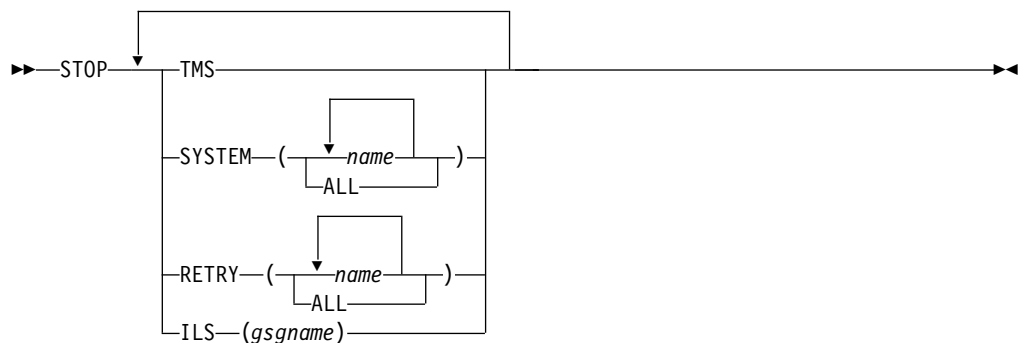 STOP TMS
SYSTEM ( name )
ALL
RETRY ( name )
ALL
ILS (gsgname)